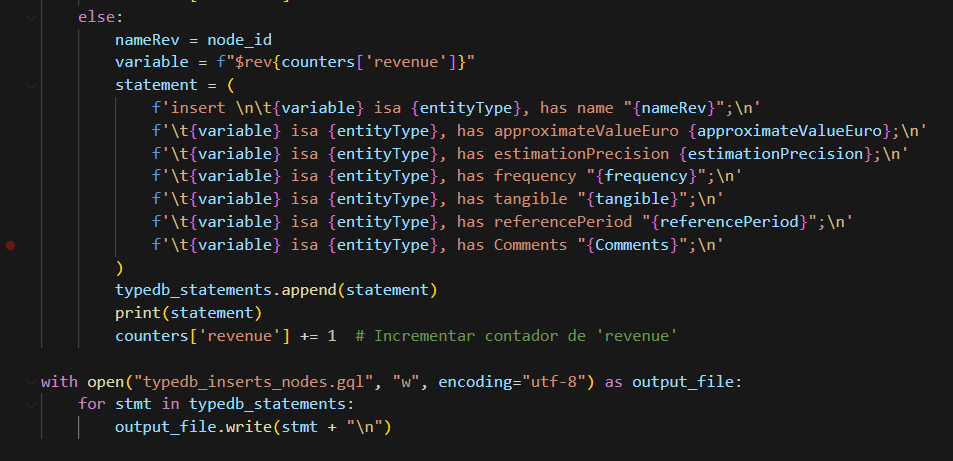 else:
nameRev = node_id
variable = f"$rev{counters['revenue']}"
statement = (
f'insert \n\t{variable} isa {entityType}, has name "{nameRev}";\n'
f'\t{variable} isa {entityType}, has approximateValueEuro {approximateValueEuro};\n'
f'\t{variable} isa {entityType}, has estimationPrecision {estimationPrecision};\n'
f'\t{variable} isa {entityType}, has frequency "{frequency}";\n'
f'\t{variable} isa {entityType}, has tangible "{tangible}";\n'
f'\t{variable} isa {entityType}, has referencePeriod "{referencePeriod}";\n'
f'\t{variable} isa {entityType}, has Comments "{Comments}";\n'
)
typedb_statements.append(statement)
print(statement)
counters['revenue'] += 1  # Incrementar contador de 'revenue'
with open("typedb_inserts_nodes.gql", "w", encoding="utf-8") as output_file:
for stmt in typedb_statements:
output_file.write(stmt + "\n")